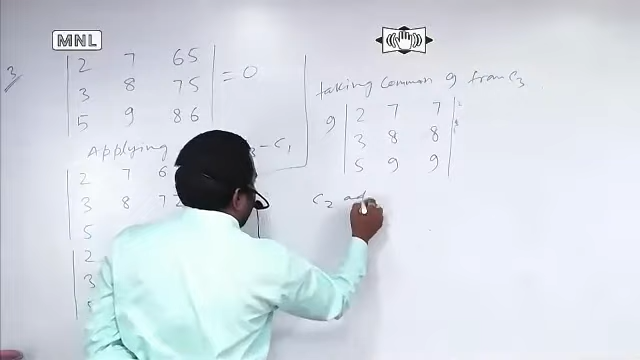 MNL
3
2 7 65
3 8 75 = 0
5 9 86
Applying - C1
2 7 6
3 8 7
5
2
3
taking Common 9 from C3
2 7 7
9 3 8 8
5 9 9
C2